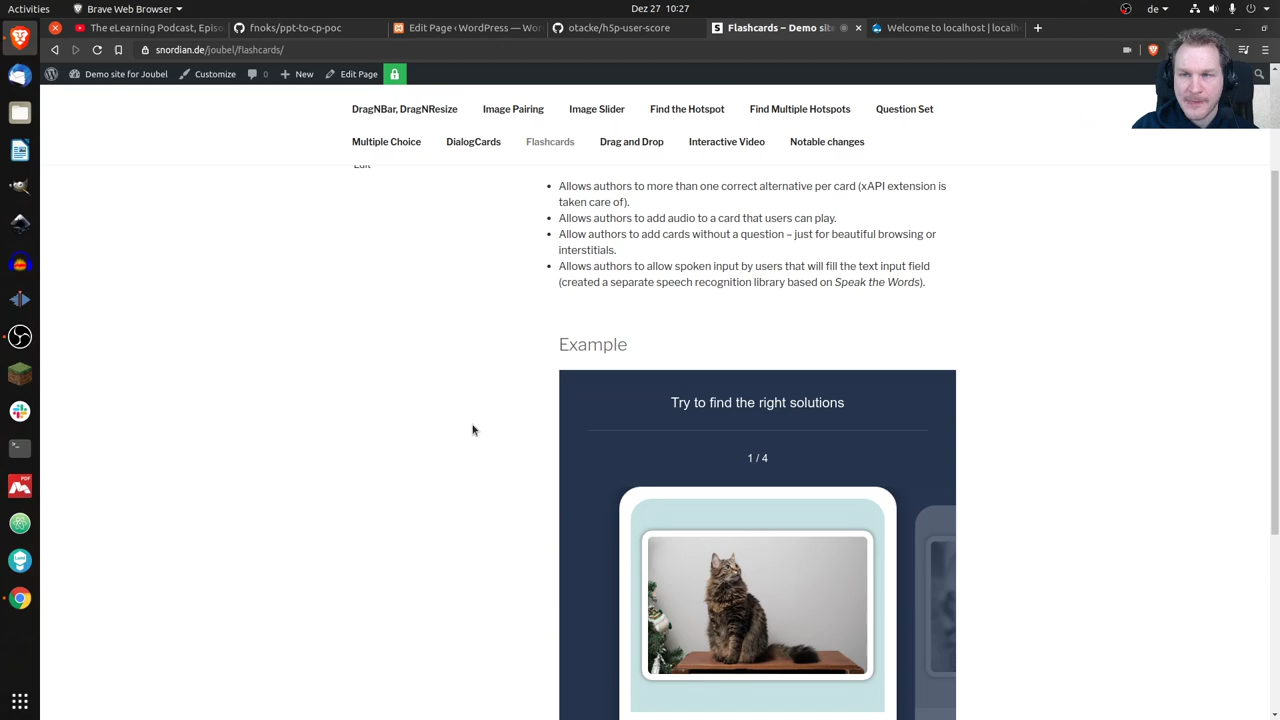 Activities
Brave Web Browser
Dez 27 10:27
de
The eLearning Podcast, Episo
fnoks/ppt-to-cp-poc
Edit Page ‹ WordPress — Wor
otacke/h5p-user-score
Flashcards – Demo site
Welcome to localhost | localh
snordian.de/joubel/flashcards/
Demo site for Joubel
Customize
0
New
Edit Page
DragNBar, DragNResize
Image Pairing
Image Slider
Find the Hotspot
Find Multiple Hotspots
Question Set
Multiple Choice
DialogCards
Flashcards
Drag and Drop
Interactive Video
Notable changes
Edit
Allows authors to more than one correct alternative per card (xAPI extension is
taken care of).
Allows authors to add audio to a card that users can play.
Allow authors to add cards without a question – just for beautiful browsing or
interstitials.
Allows authors to allow spoken input by users that will fill the text input field
(created a separate speech recognition library based on Speak the Words).
Example
Try to find the right solutions
1 / 4
PDF